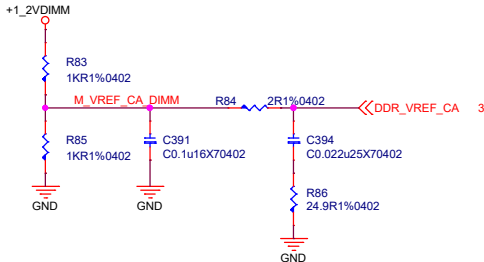 +1_2VDIMM
R83
1KR1%0402
M_VREF_CA_DIMM
R84 2R1%0402
DDR_VREF_CA 3
R85
1KR1%0402
C391
C0.1u16X70402
C394
C0.022u25X70402
R86
24.9R1%0402
GND
GND
GND